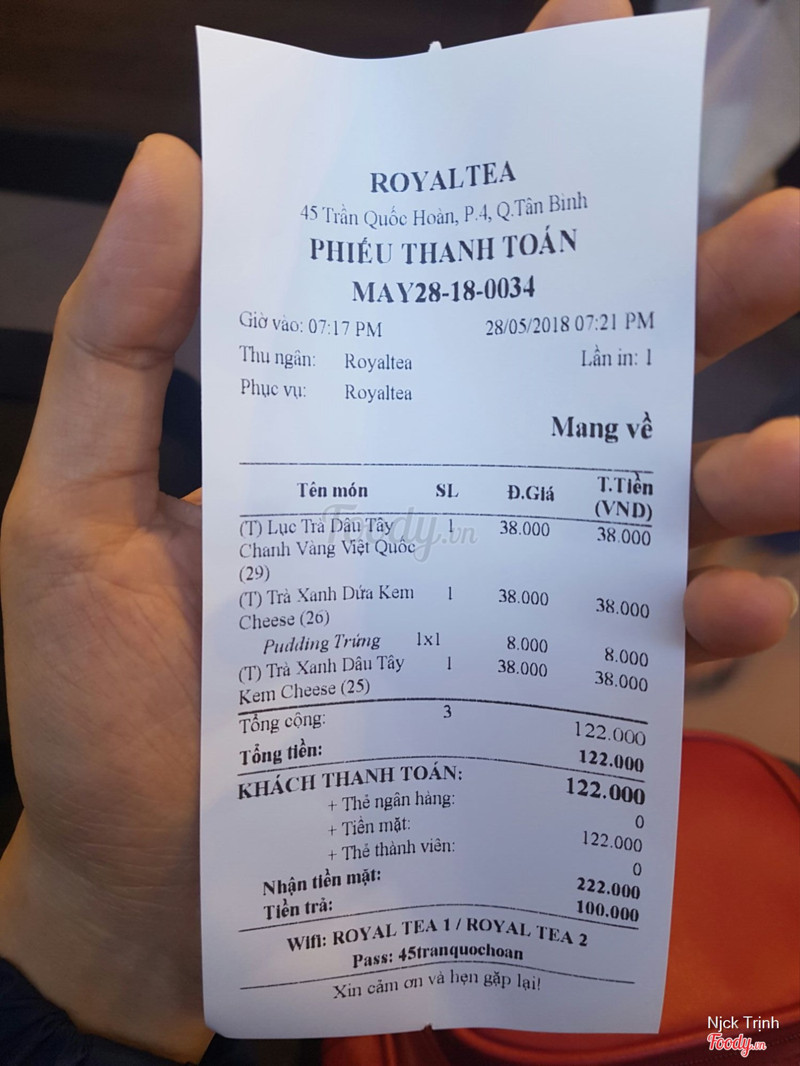 ROYALTEA
45 Trần Quốc Hoàn, P.4, Q.Tân Bình
PHIẾU THANH TOÁN
MAY28-18-0034
Giờ vào: 07:17 PM 28/05/2018 07:21 PM
Thu ngân: Royaltea Lần in: 1
Phục vụ: Royaltea
Mang về
Tên món SL Đ.Giá T.Tiền
(VND)
(T) Lục Trà Dâu Tây 1 38.000 38.000
Chanh Vàng Việt Quốc
(29)
(T) Trà Xanh Dứa Kem 1 38.000 38.000
Cheese (26)
Pudding Trứng 1x1 8.000 8.000
(T) Trà Xanh Dâu Tây 1 38.000 38.000
Kem Cheese (25)
Tổng cộng: 3 122.000
Tổng tiền: 122.000
KHÁCH THANH TOÁN: 122.000
+ Thẻ ngân hàng: 0
+ Tiền mặt: 122.000
+ Thẻ thành viên: 0
Nhận tiền mặt: 222.000
Tiền trả: 100.000
Wifi: ROYAL TEA 1 / ROYAL TEA 2
Pass: 45tranquochoan
Xin cảm ơn và hẹn gặp lại!
Foody.vn
Njck Trịnh
Foody.vn